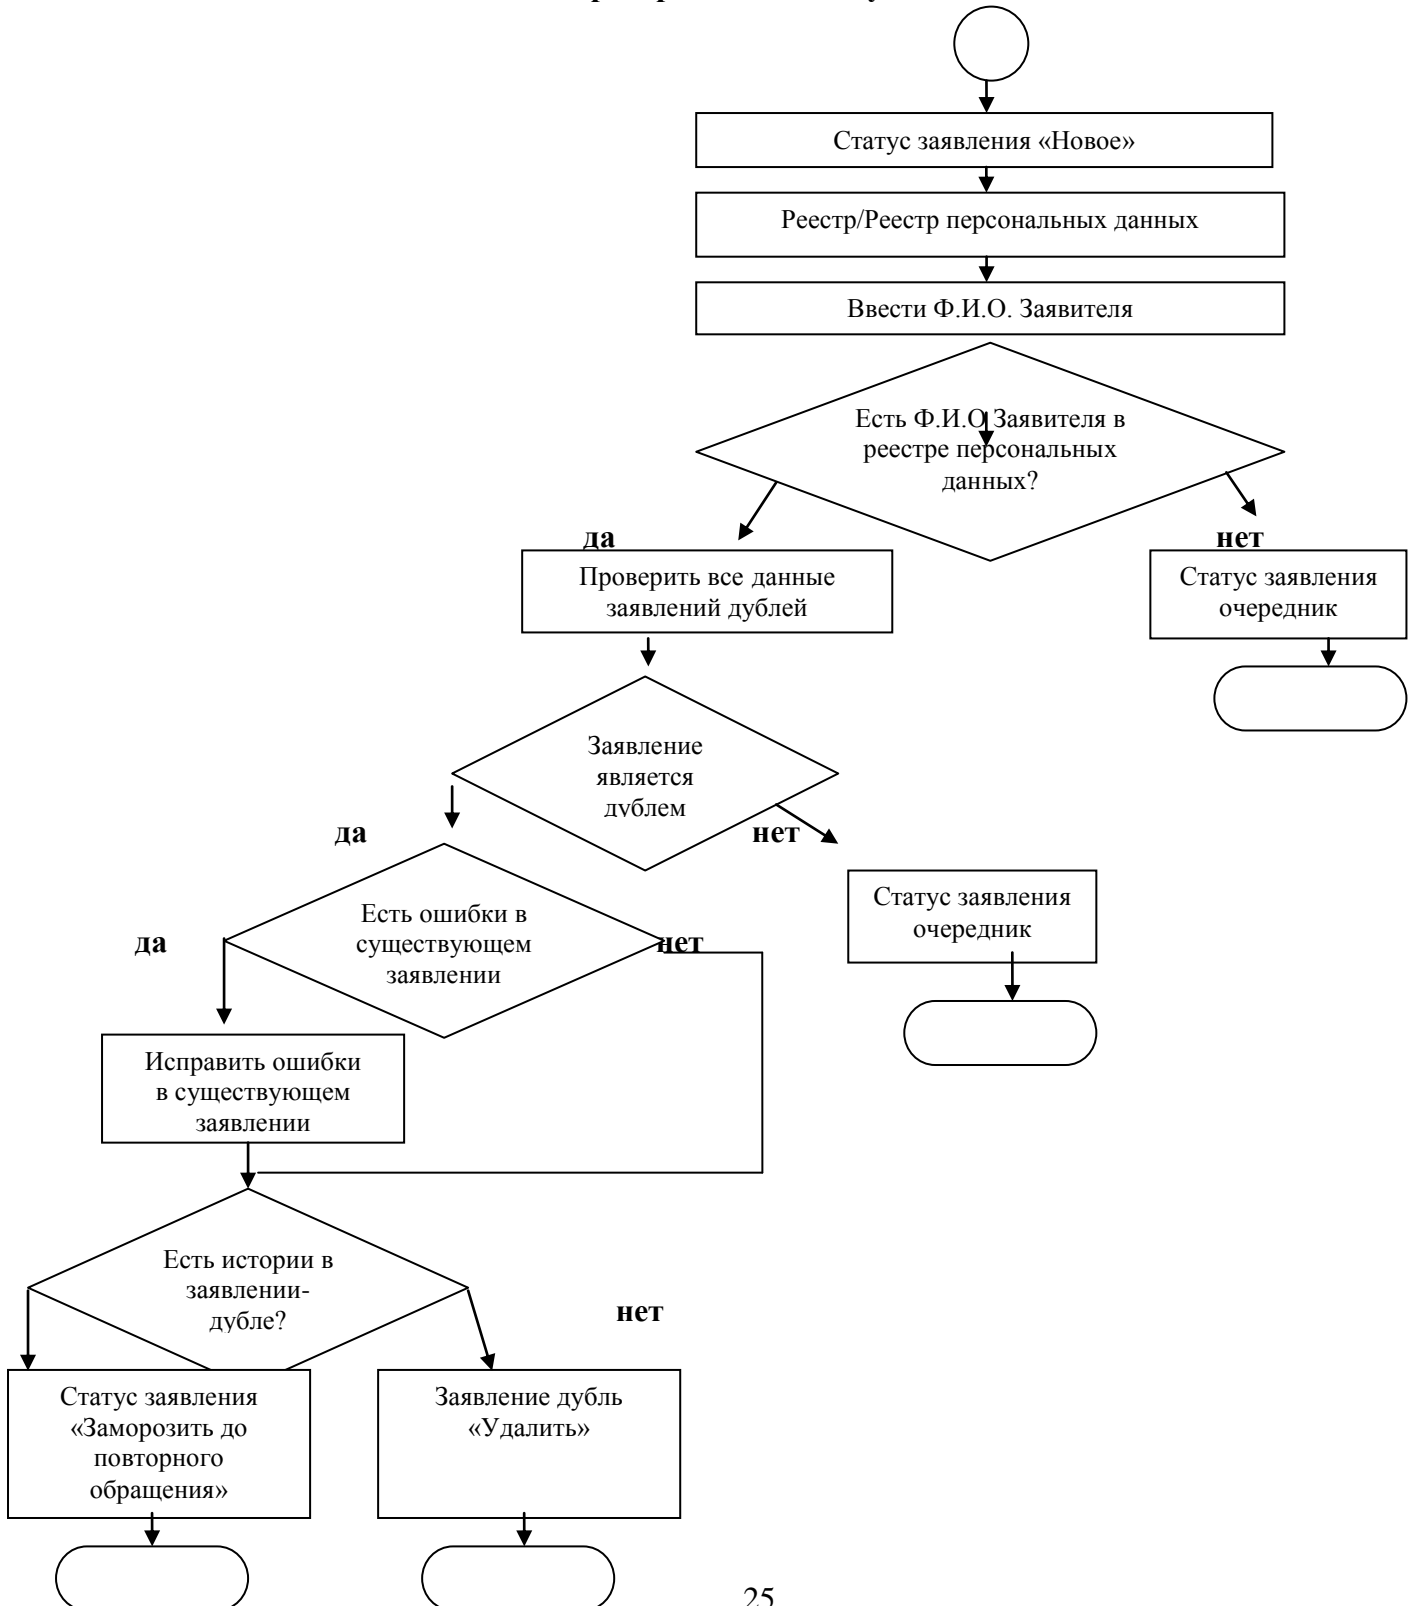 Статус заявления «Новое»
Реестр/Реестр персональных данных
Ввести Ф.И.О. Заявителя
Есть Ф.И.О Заявителя в
реестре персональных
данных?
да
нет
Проверить все данные
заявлений дублей
Статус заявления
очередник
Заявление
является
дублем
да
нет
Статус заявления
очередник
Есть ошибки в
существующем
заявлении
да
нет
Исправить ошибки
в существующем
заявлении
Есть истории в
заявлении-
дубле?
нет
Статус заявления
«Заморозить до
повторного
обращения»
Заявление дубль
«Удалить»
25